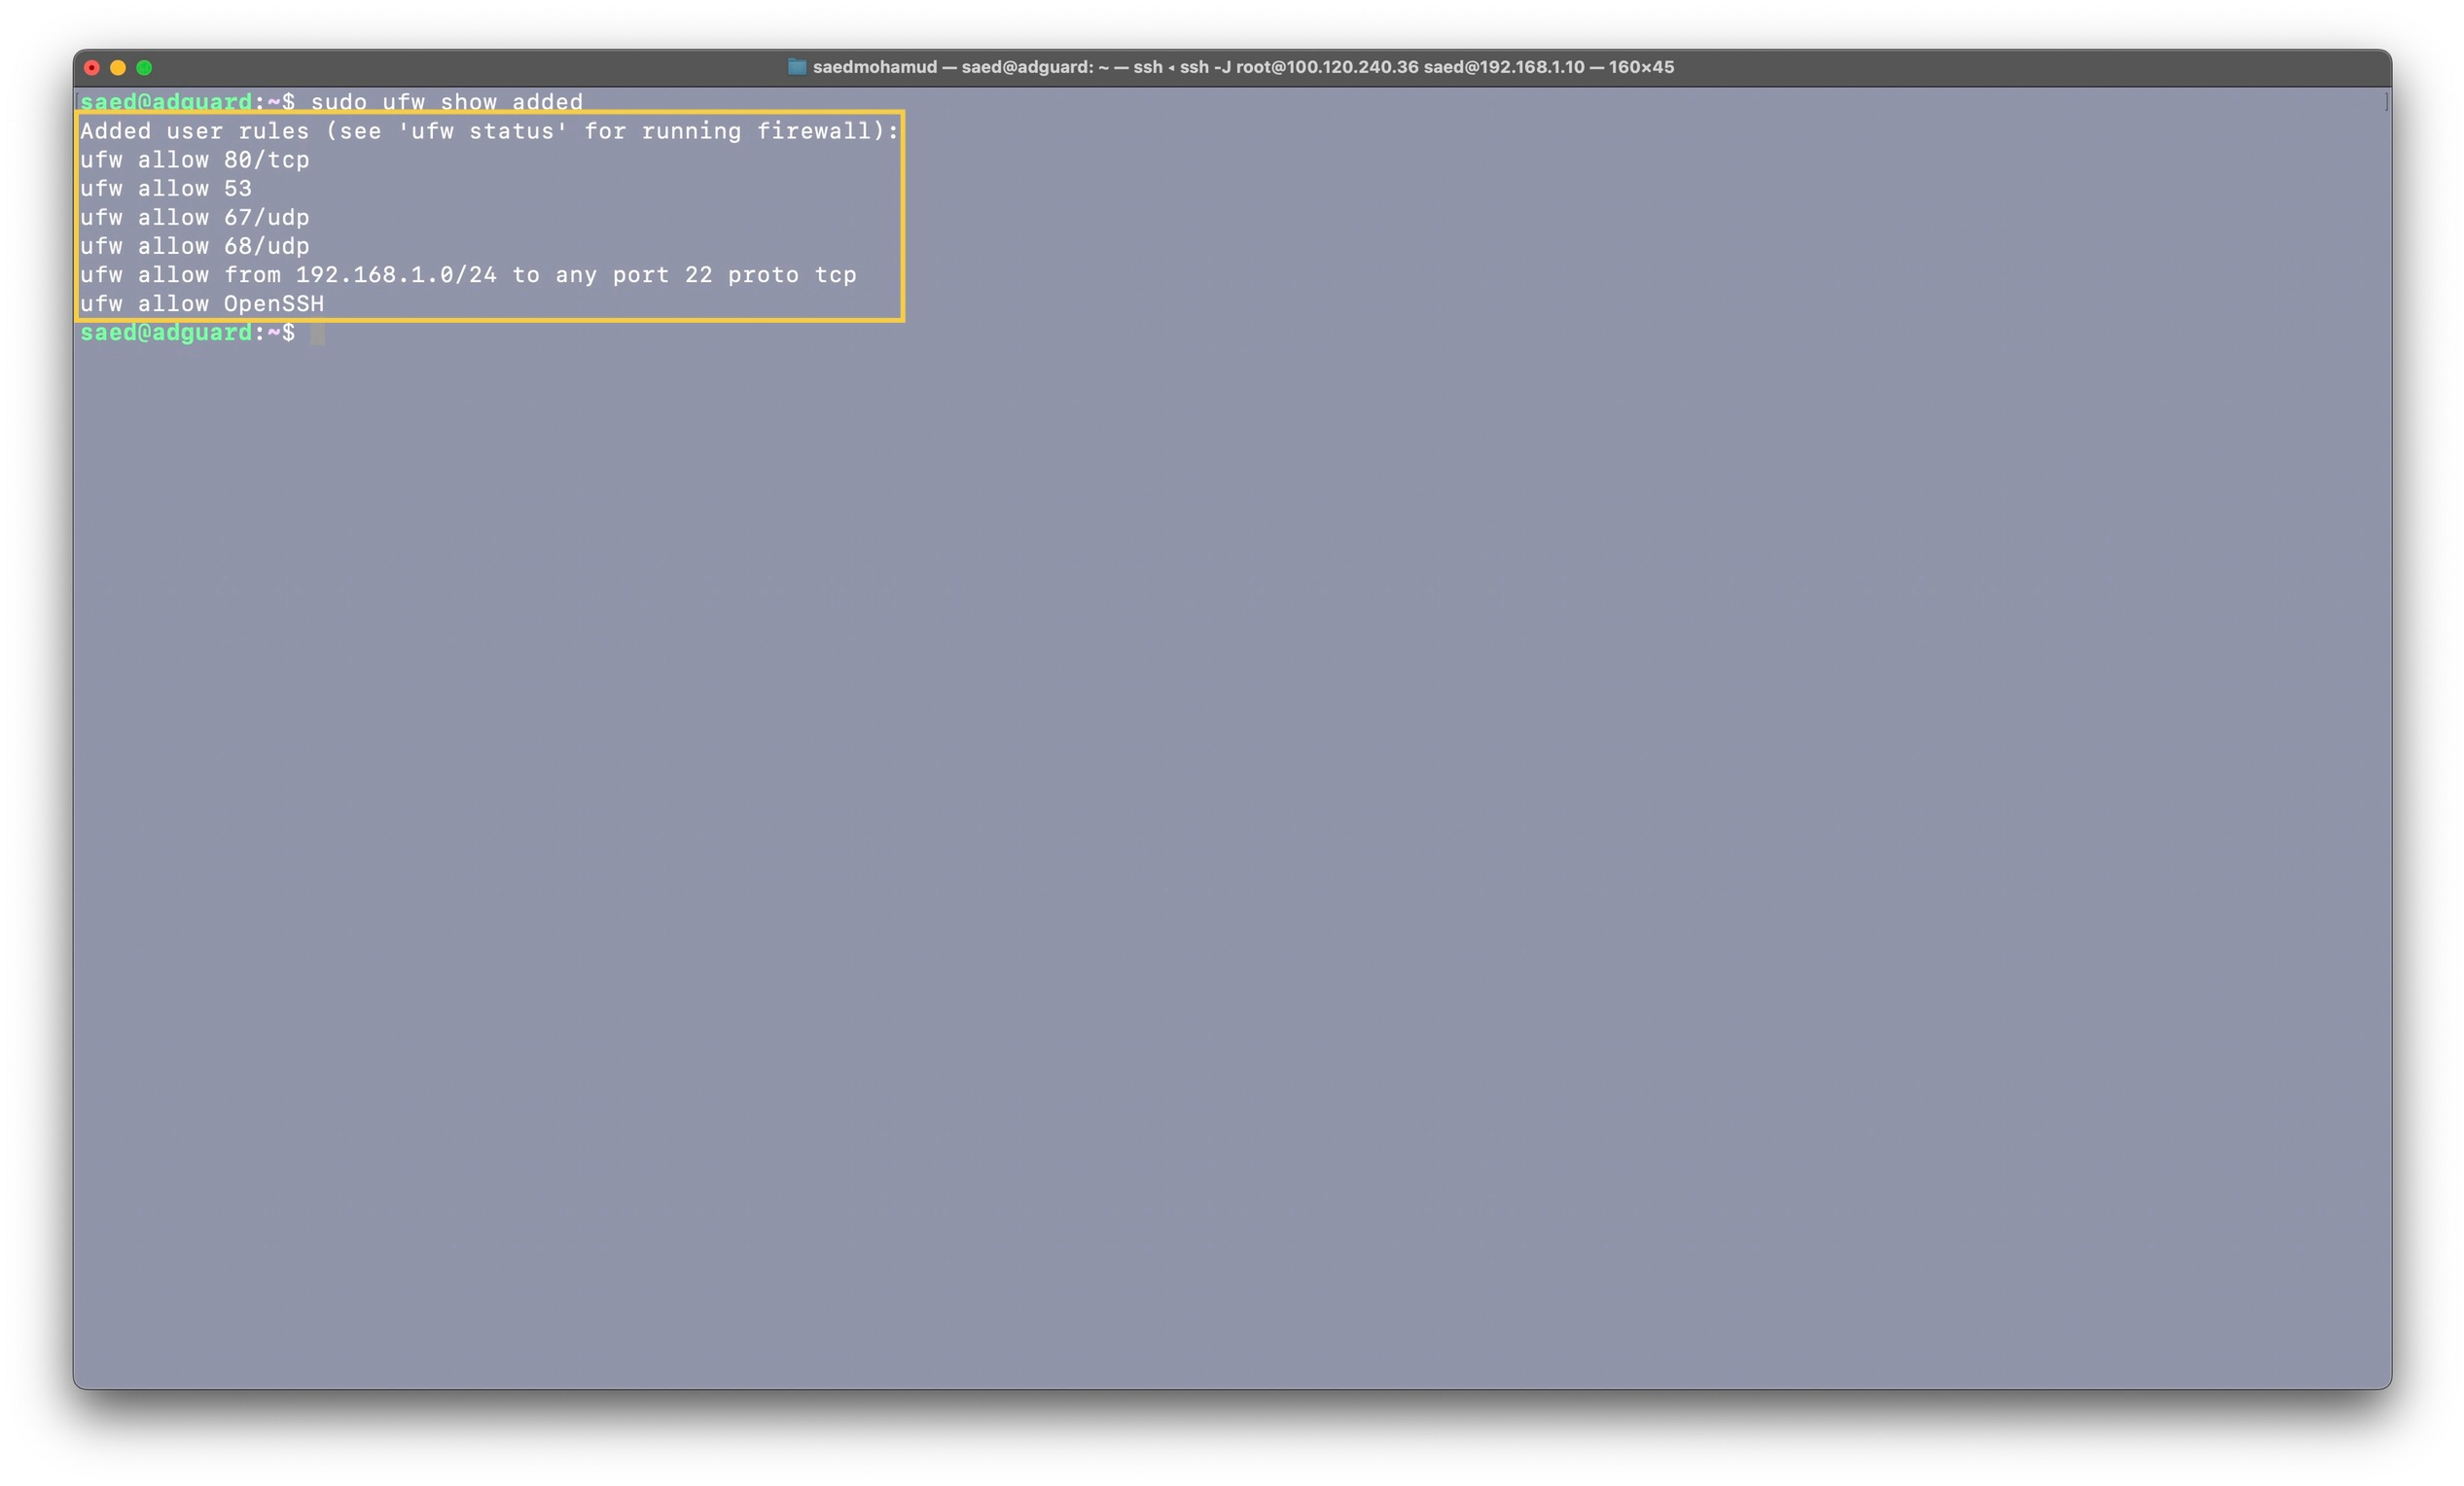 saedmohamud — saed@adguard: ~ — ssh ◂ ssh -J root@100.120.240.36 saed@192.168.1.10 — 160×45
[saed@adguard:~$ sudo ufw show added ]
Added user rules (see 'ufw status' for running firewall):
ufw allow 80/tcp
ufw allow 53
ufw allow 67/udp
ufw allow 68/udp
ufw allow from 192.168.1.0/24 to any port 22 proto tcp
ufw allow OpenSSH
saed@adguard:~$